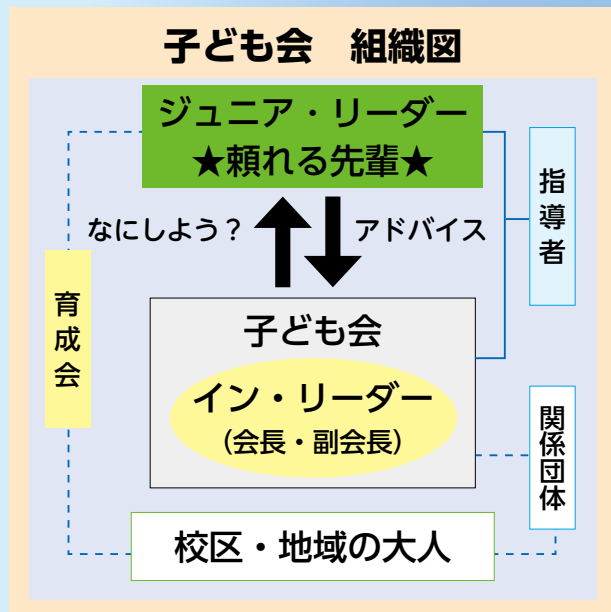 子ども会　組織図
ジュニア・リーダー
★頼れる先輩★
なにしよう？
アドバイス
指導者
育成会
子ども会
イン・リーダー
（会長・副会長）
関係団体
校区・地域の大人